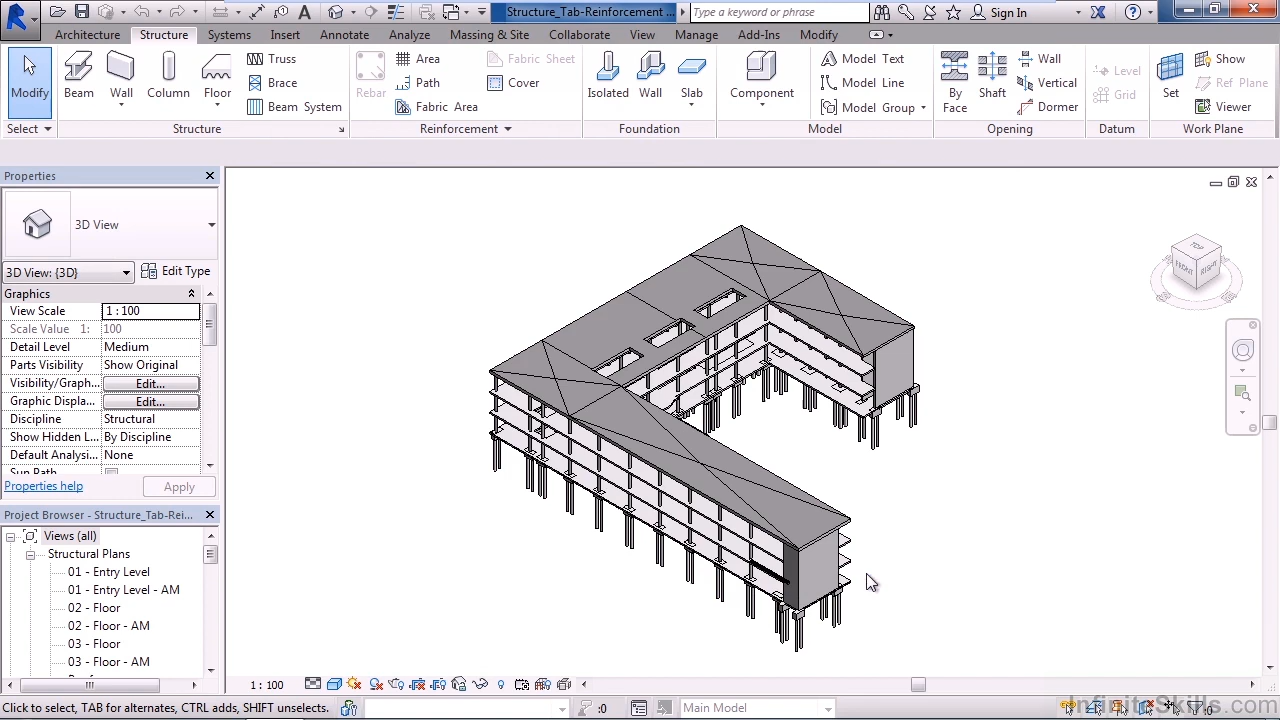 Structure_Tab-Reinforcement ...
Type a keyword or phrase
Sign In
Architecture
Structure
Systems
Insert
Annotate
Analyze
Massing & Site
Collaborate
View
Manage
Add-Ins
Modify
Modify
Beam
Wall
Column
Floor
Truss
Brace
Beam System
Rebar
Area
Path
Fabric Area
Fabric Sheet
Cover
Isolated
Wall
Slab
Component
Model Text
Model Line
Model Group
By Face
Shaft
Wall
Vertical
Dormer
Level
Grid
Set
Show
Ref Plane
Viewer
Select
Structure
Reinforcement
Foundation
Model
Opening
Datum
Work Plane
Properties
3D View
3D View: {3D}
Edit Type
Graphics
View Scale 1 : 100
Scale Value 1: 100
Detail Level Medium
Parts Visibility Show Original
Visibility/Graph... Edit...
Graphic Displa... Edit...
Discipline Structural
Show Hidden L... By Discipline
Default Analysi... None
Sun Path
Properties help
Apply
Project Browser - Structure_Tab-Rei...
Views (all)
Structural Plans
01 - Entry Level
01 - Entry Level - AM
02 - Floor
02 - Floor - AM
03 - Floor
03 - Floor - AM
TOP
FRONT
RIGHT
1 : 100
Click to select, TAB for alternates, CTRL adds, SHIFT unselects.
:0
Main Model
:0
InfiniteSkills.com